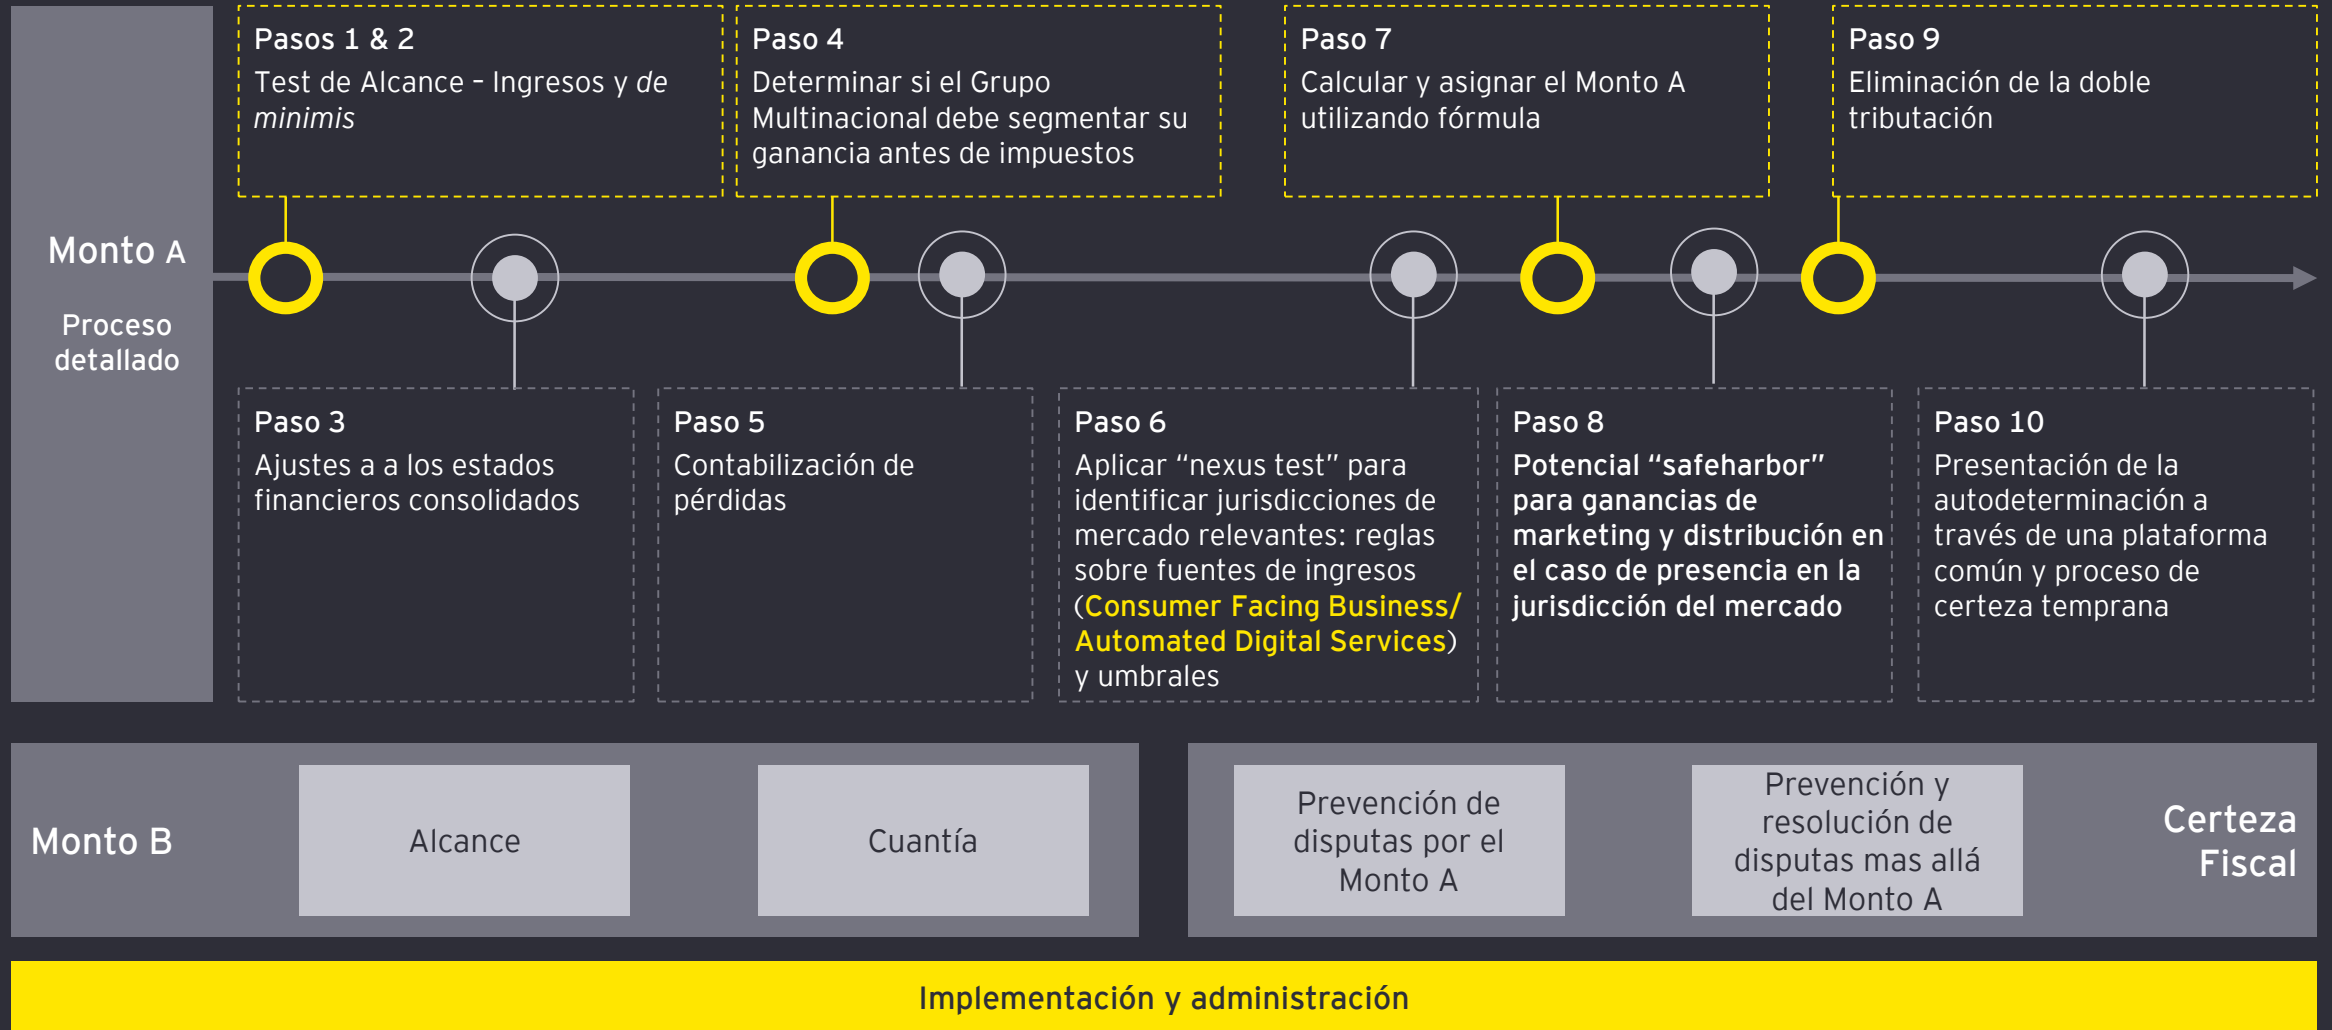 Monto A
Proceso
detallado
Pasos 1 & 2
Test de Alcance – Ingresos y de
minimis
Paso 4
Determinar si el Grupo
Multinacional debe segmentar su
ganancia antes de impuestos
Paso 7
Calcular y asignar el Monto A
utilizando fórmula
Paso 9
Eliminación de la doble
tributación
Paso 3
Ajustes a a los estados
financieros consolidados
Paso 5
Contabilización de
pérdidas
Paso 6
Aplicar “nexus test” para
identificar jurisdicciones de
mercado relevantes: reglas
sobre fuentes de ingresos
(Consumer Facing Business/
Automated Digital Services)
y umbrales
Paso 8
Potencial “safeharbor”
para ganancias de
marketing y distribución en
el caso de presencia en la
jurisdicción del mercado
Paso 10
Presentación de la
autodeterminación a
través de una plataforma
común y proceso de
certeza temprana
Monto B
Alcance
Cuantía
Prevención de
disputas por el
Monto A
Prevención y
resolución de
disputas mas allá
del Monto A
Certeza
Fiscal
Implementación y administración